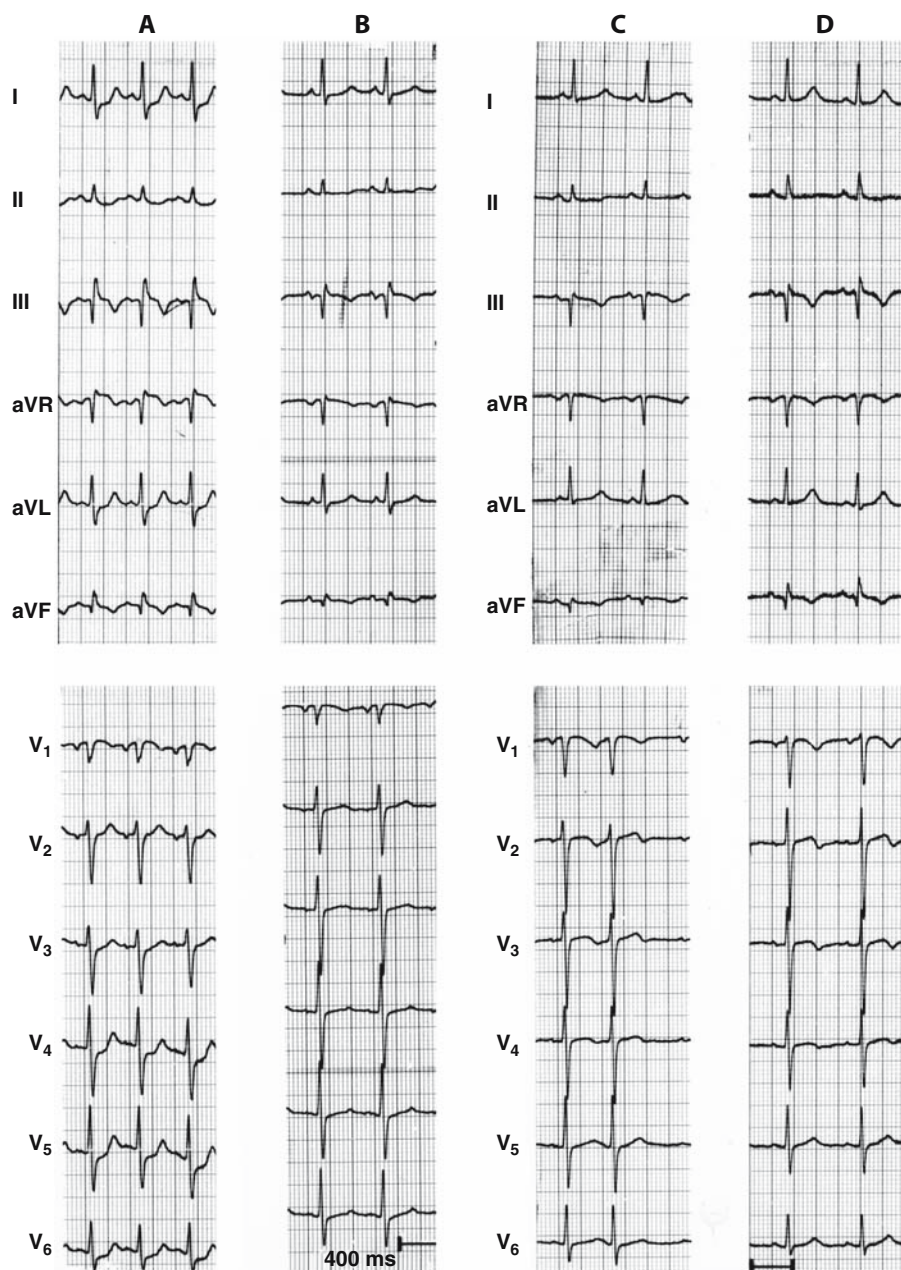 A B C D
I I
II II
III III
aVR aVR
aVL aVL
aVF aVF
V1 V1
V2 V2
V3 V3
V4 V4
V5 V5
V6 V6
400 ms